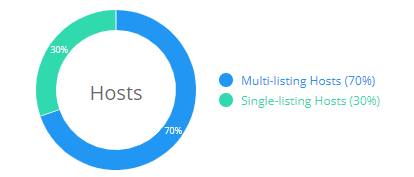 30%
Hosts
70%
Multi-listing Hosts (70%)
Single-listing Hosts (30%)